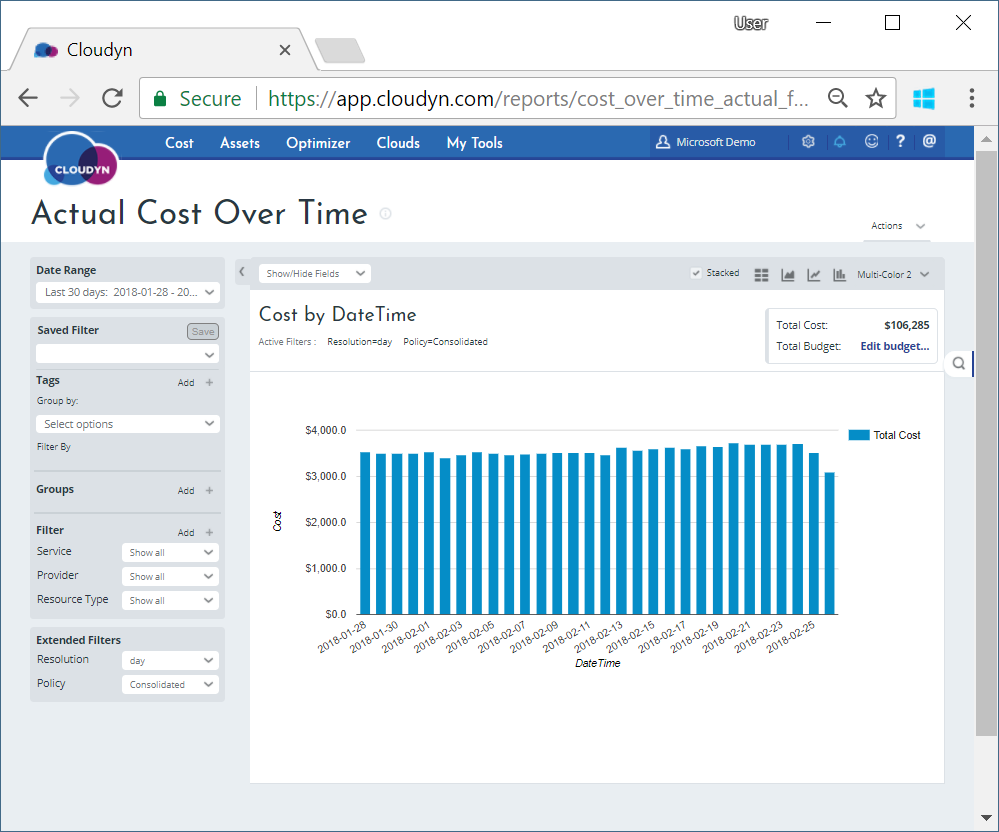 User
Cloudyn
Secure
https://app.cloudyn.com/reports/cost_over_time_actual_f...
CLOUDYN
Cost
Assets
Optimizer
Clouds
My Tools
Microsoft Demo
?
@
Actual Cost Over Time
Actions
Date Range
Last 30 days: 2018-01-28 - 20...
Saved Filter
Save
Tags
Add +
Group by:
Select options
Filter By
Groups
Add +
Filter
Add +
Service
Show all
Provider
Show all
Resource Type
Show all
Extended Filters
Resolution
day
Policy
Consolidated
Show/Hide Fields
Stacked
Multi-Color 2
Cost by DateTime
Active Filters : Resolution=day Policy=Consolidated
Total Cost: $106,285
Total Budget: Edit budget...
$4,000.0
$3,000.0
$2,000.0
$1,000.0
$0.0
Cost
Total Cost
2018-01-28
2018-01-30
2018-02-01
2018-02-03
2018-02-05
2018-02-07
2018-02-09
2018-02-11
2018-02-13
2018-02-15
2018-02-17
2018-02-19
2018-02-21
2018-02-23
2018-02-25
DateTime